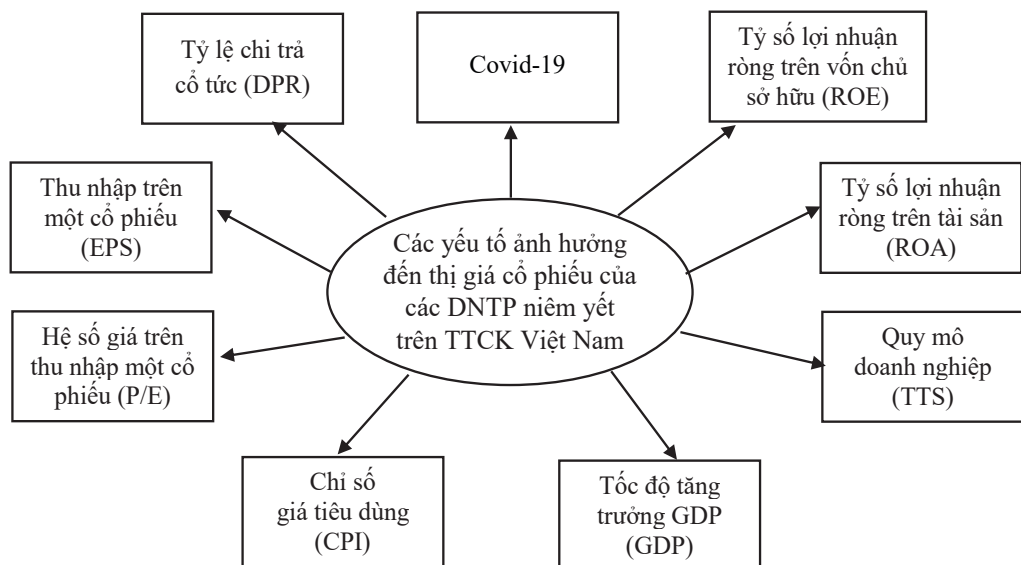 Tỷ lệ chi trả
cổ tức (DPR)
Covid-19
Tỷ số lợi nhuận
ròng trên vốn chủ
sở hữu (ROE)
Thu nhập trên
một cổ phiếu
(EPS)
Các yếu tố ảnh hưởng
đến thị giá cổ phiếu của
các DNTP niêm yết
trên TTCK Việt Nam
Tỷ số lợi nhuận
ròng trên tài sản
(ROA)
Hệ số giá trên
thu nhập một cổ
phiếu (P/E)
Quy mô
doanh nghiệp
(TTS)
Chỉ số
giá tiêu dùng
(CPI)
Tốc độ tăng
trưởng GDP
(GDP)